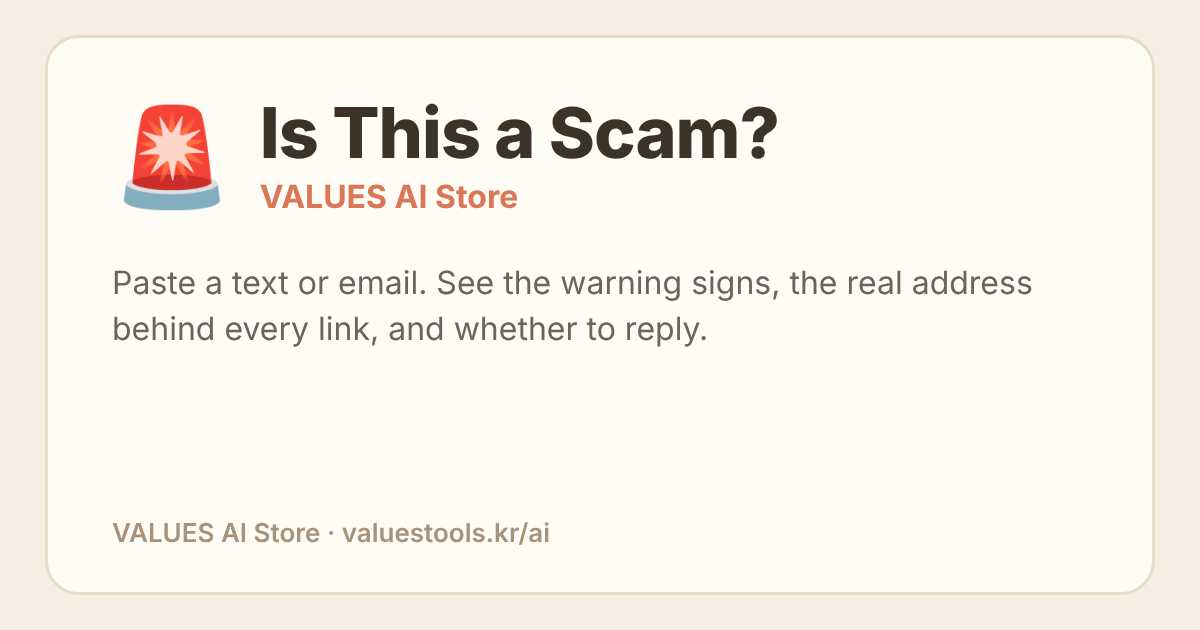 Is This a Scam?
VALUES AI Store
Paste a text or email. See the warning signs, the real address
behind every link, and whether to reply.
VALUES AI Store · valuestools.kr/ai